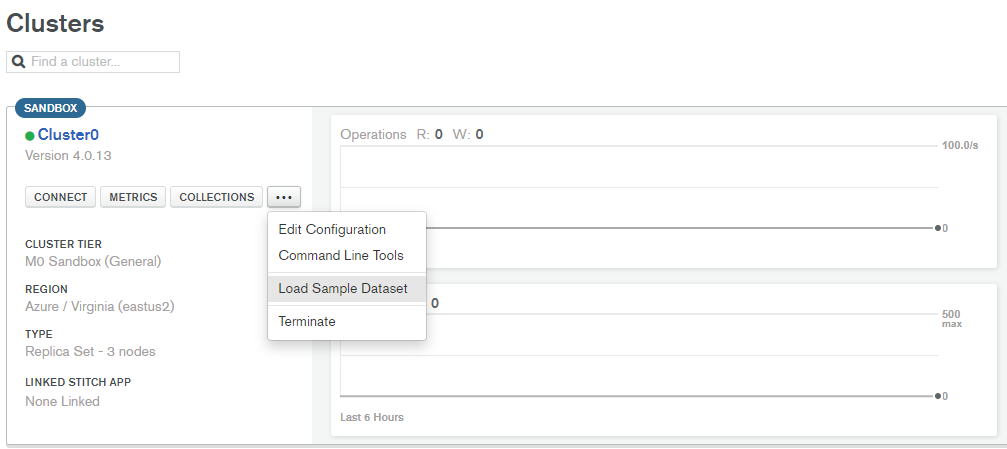 Clusters
Find a cluster...
SANDBOX
Cluster0
Version 4.0.13
CONNECT METRICS COLLECTIONS ...
Edit Configuration
Command Line Tools
Load Sample Dataset
Terminate
CLUSTER TIER
M0 Sandbox (General)
REGION
Azure / Virginia (eastus2)
TYPE
Replica Set - 3 nodes
LINKED STITCH APP
None Linked
Operations R: 0 W: 0
100.0/s
0
0
500
max
0
Last 6 Hours